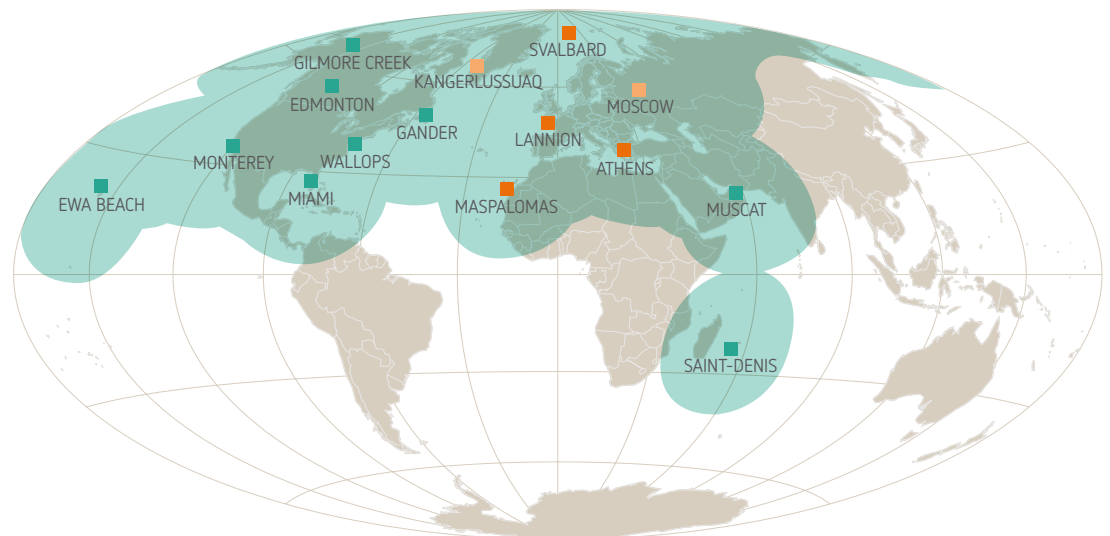 SVALBARD
GILMORE CREEK
KANGERLUSSUAQ
EDMONTON
MOSCOW
GANDER
LANNION
MONTEREY
WALLOPS
ATHENS
EWA BEACH
MIAMI
MASPALOMAS
MUSCAT
SAINT-DENIS